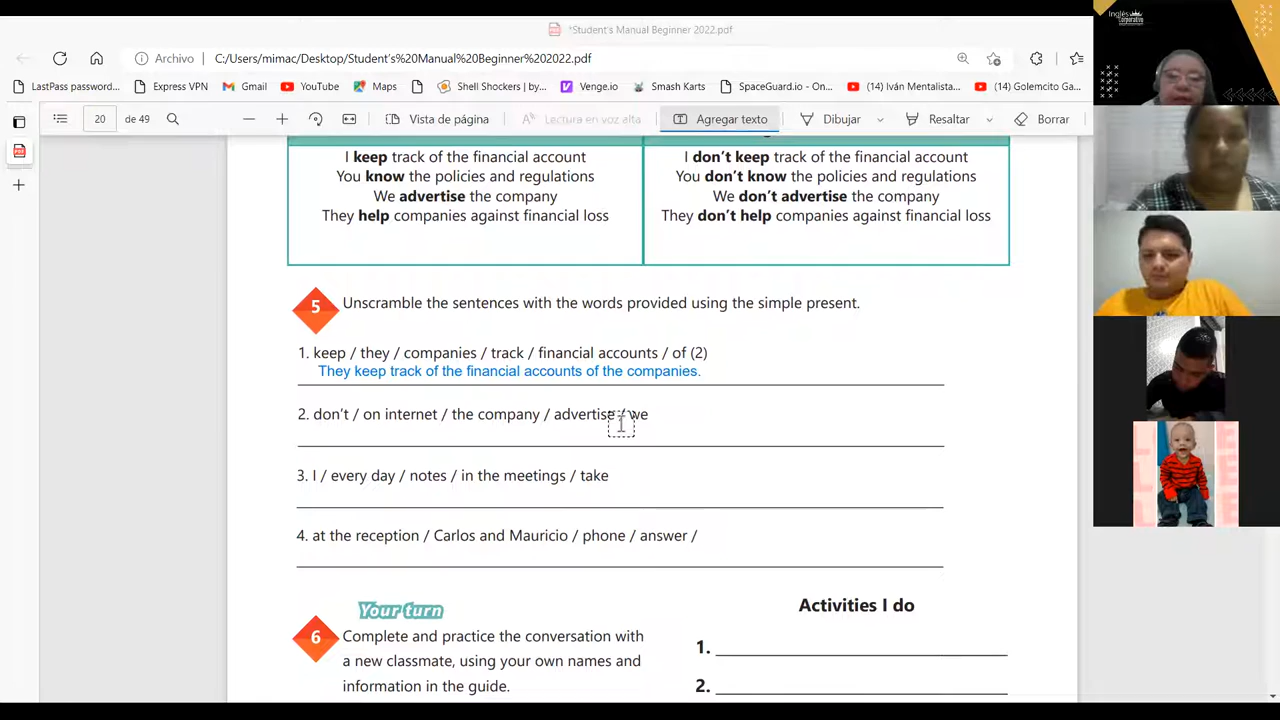 *Student's Manual Beginner 2022.pdf
Archivo C:/Users/mimac/Desktop/Student's%20Manual%20Beginner%202022.pdf
LastPass password... Express VPN Gmail YouTube Maps Shell Shockers | by... Venge.io Smash Karts SpaceGuard.io - On... (14) Iván Mentalista... (14) Golemcito Ga...
20 de 49 Vista de página Lectura en voz alta Agregar texto Dibujar Resaltar Borrar
I keep track of the financial account
You know the policies and regulations
We advertise the company
They help companies against financial loss
I don't keep track of the financial account
You don't know the policies and regulations
We don't advertise the company
They don't help companies against financial loss
5 Unscramble the sentences with the words provided using the simple present.
1. keep / they / companies / track / financial accounts / of (2)
They keep track of the financial accounts of the companies.
2. don't / on internet / the company / advertise / we
3. I / every day / notes / in the meetings / take
4. at the reception / Carlos and Mauricio / phone / answer /
Your turn
6 Complete and practice the conversation with
a new classmate, using your own names and
information in the guide.
Activities I do
1.
2.
Inglés
Corporativo